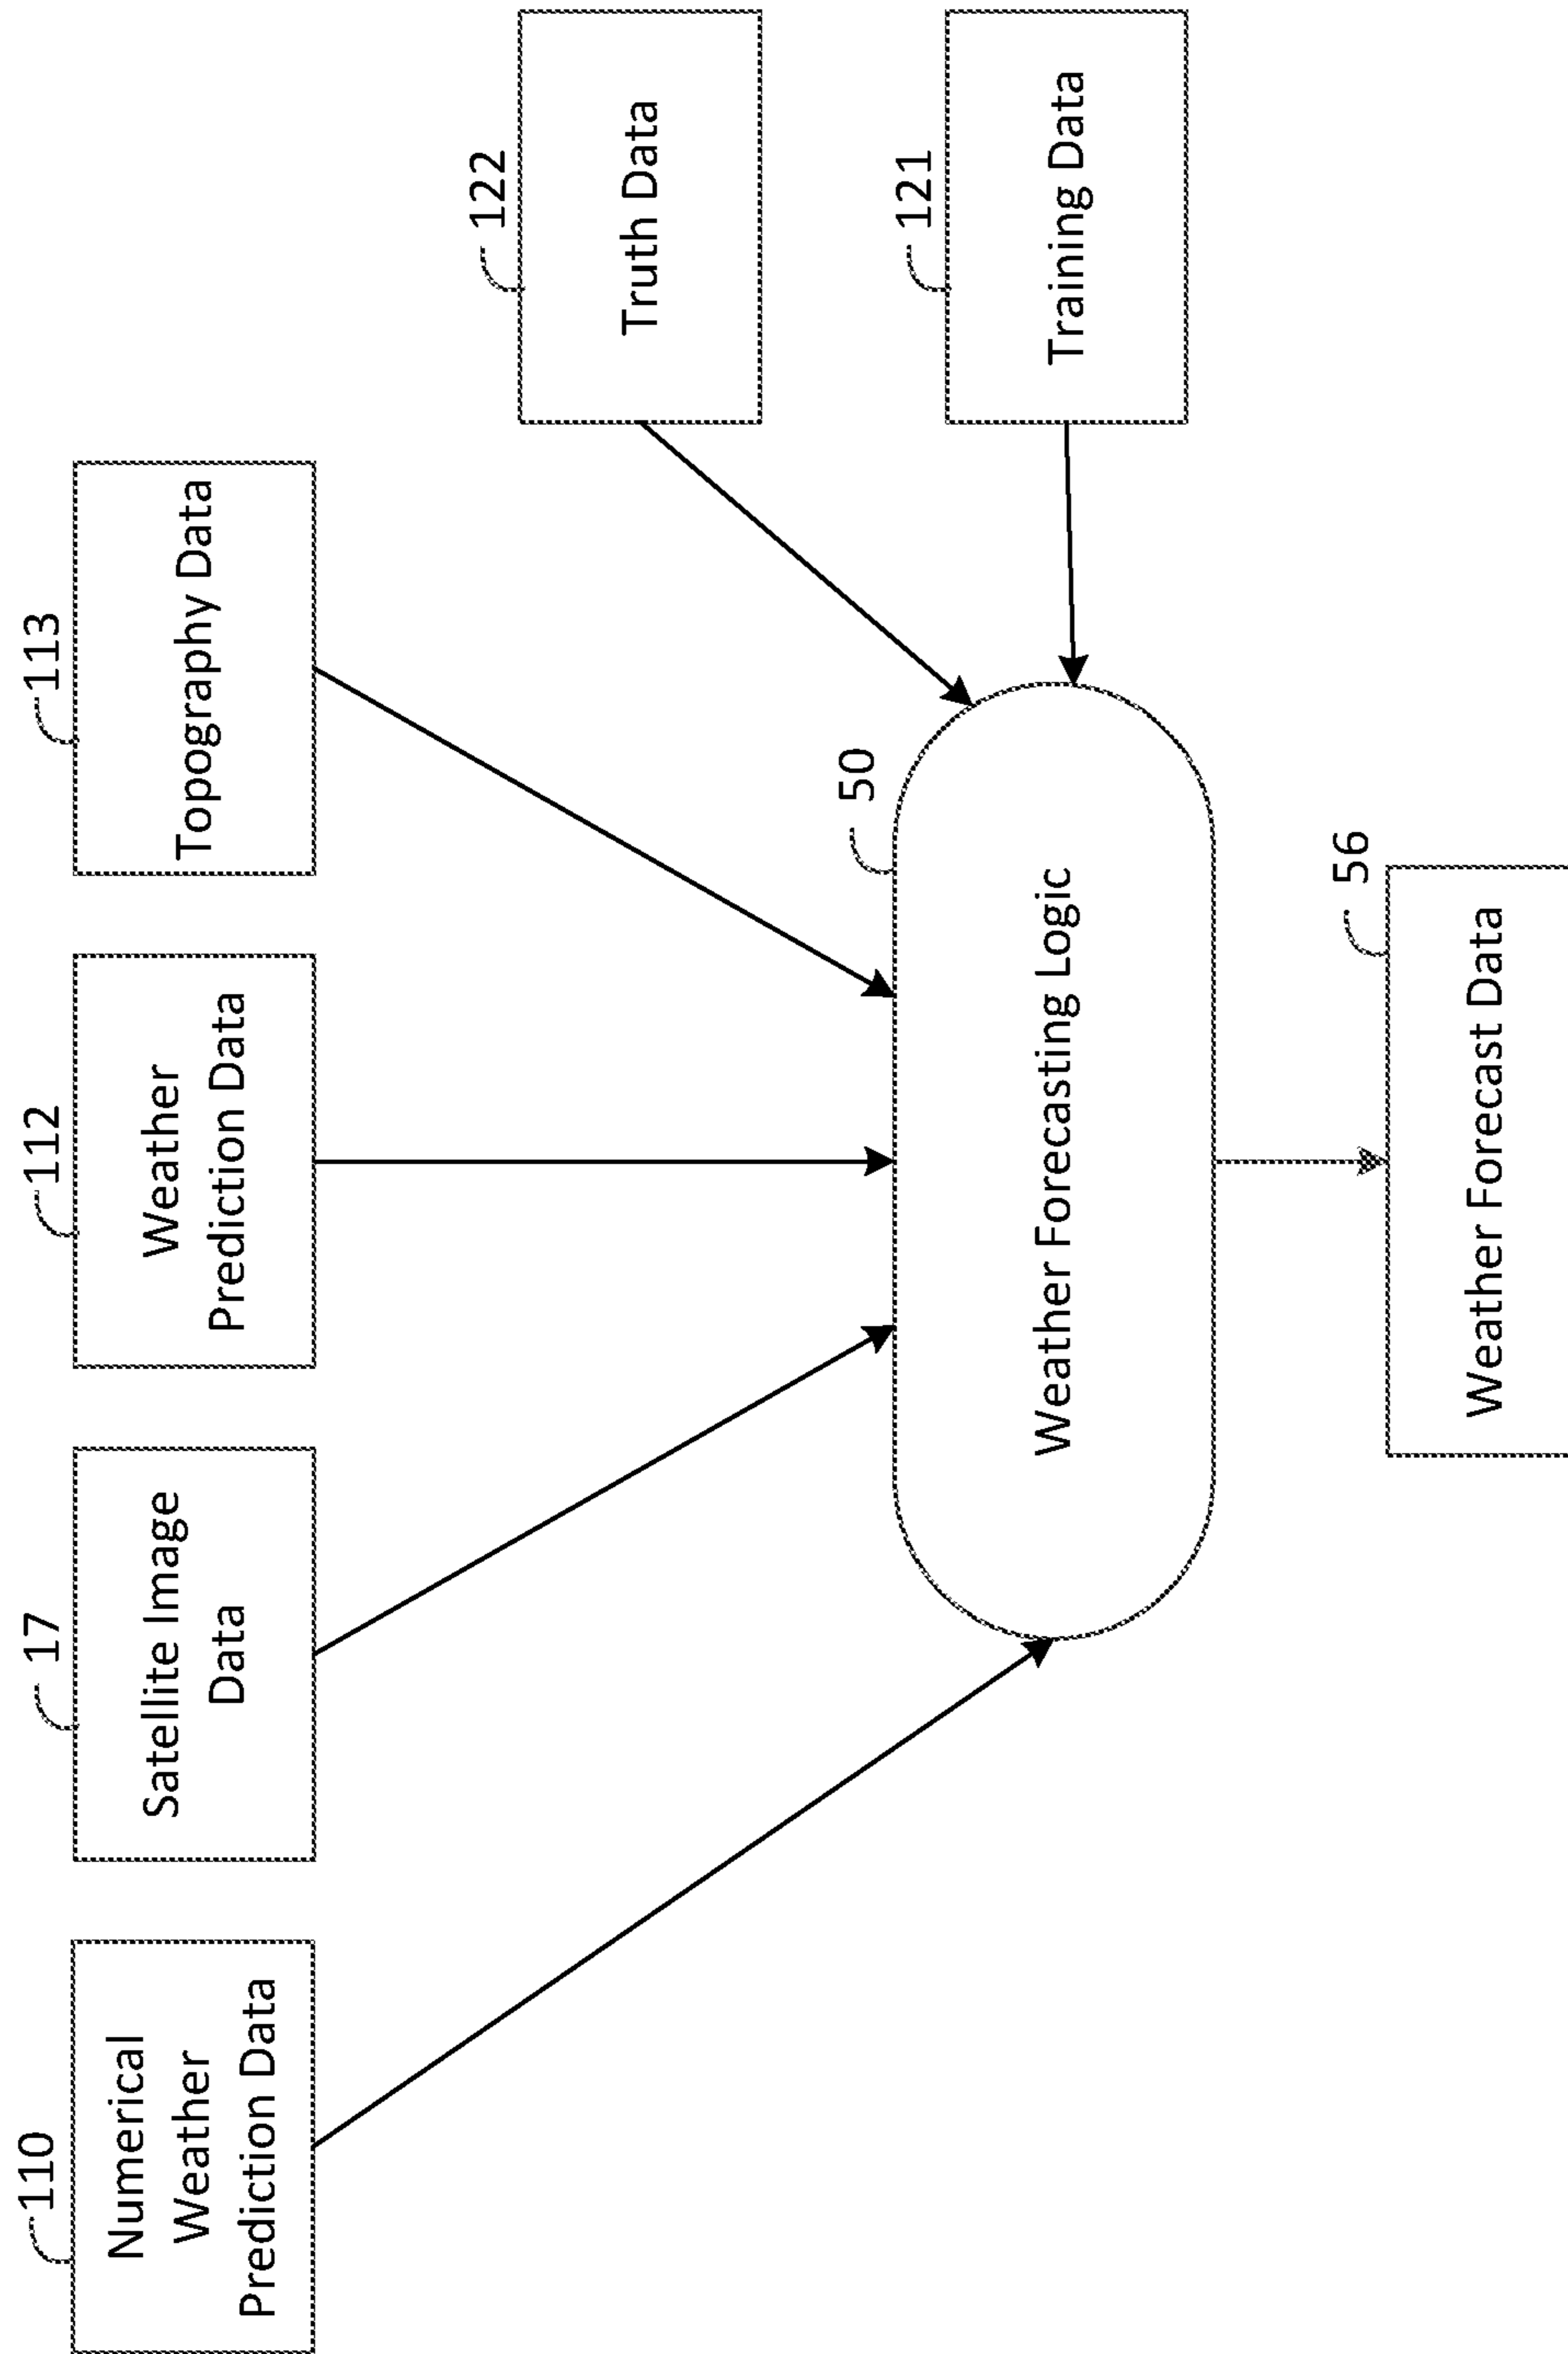 110
Numerical
Weather
Prediction Data
17
Satellite Image
Data
112
Weather
Prediction Data
113
Topography Data
122
Truth Data
121
Training Data
50
Weather Forecasting Logic
56
Weather Forecast Data